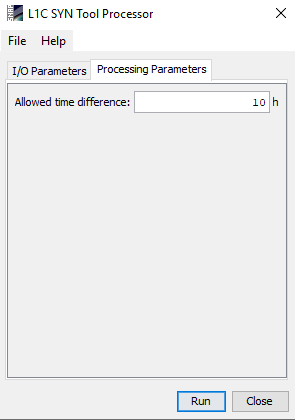 L1C SYN Tool Processor
File Help
I/O Parameters Processing Parameters
Allowed time difference: 10 h
Run Close